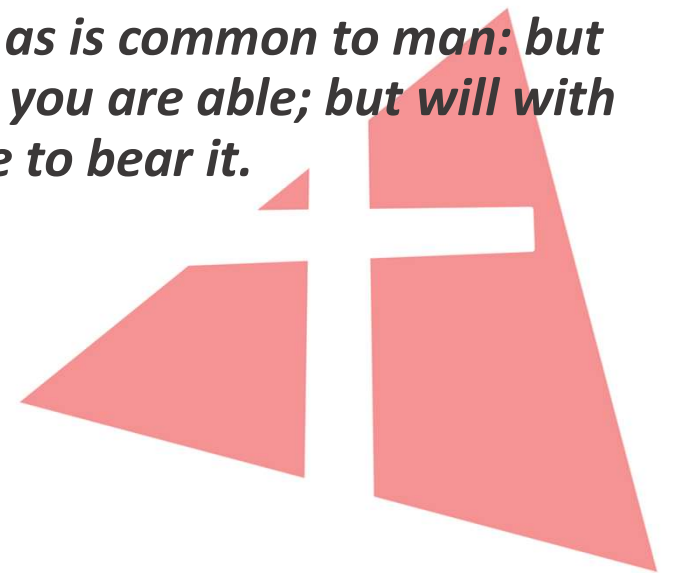 as is common to man: but
you are able; but will with
e to bear it.